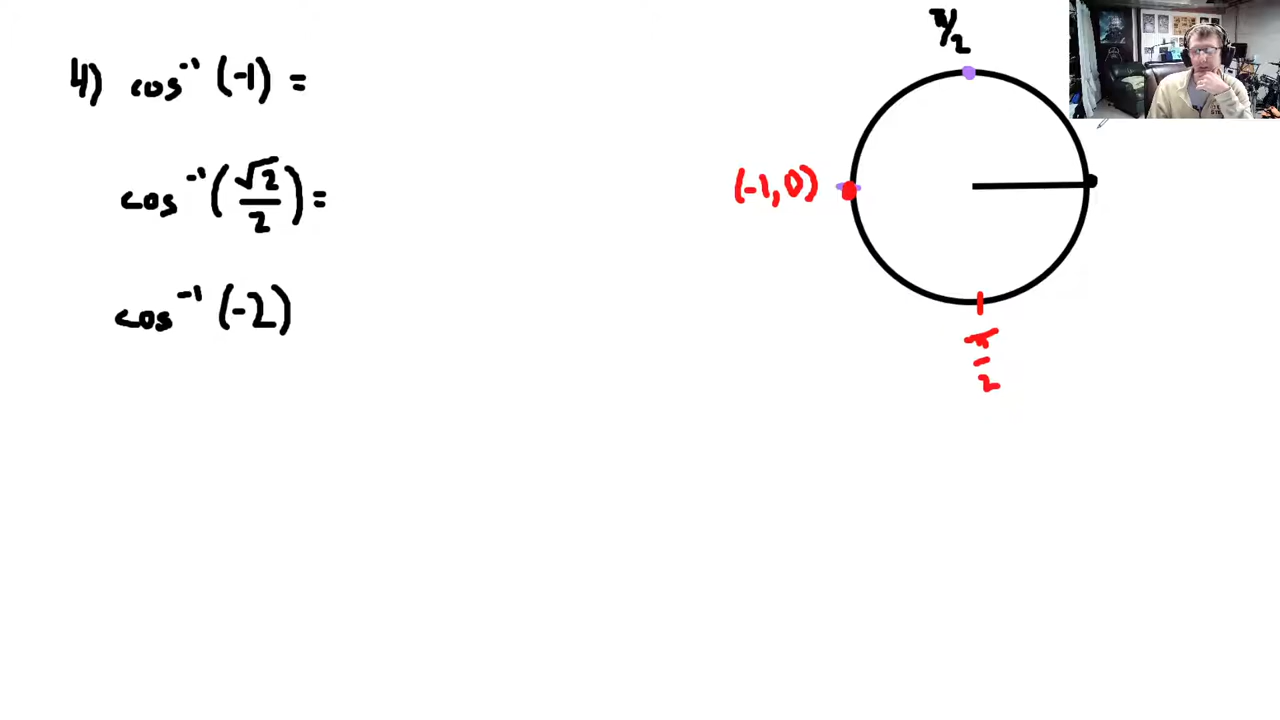 4) cos⁻¹(-1) =
cos⁻¹(√2/2) =
cos⁻¹(-2)
π/2
(-1, 0)
π/2